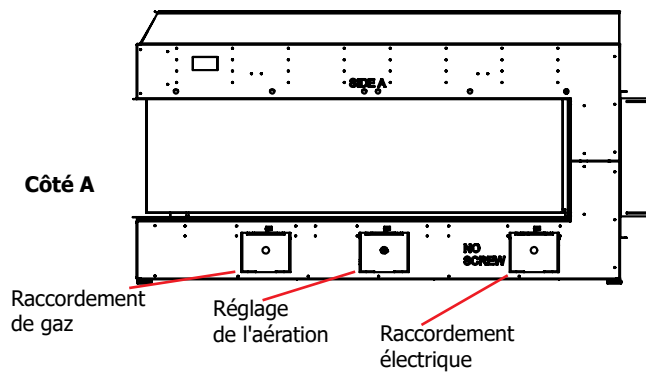 SIDE A
Côté A
NO
SCREW
Raccordement
de gaz
Réglage
de l'aération
Raccordement
électrique